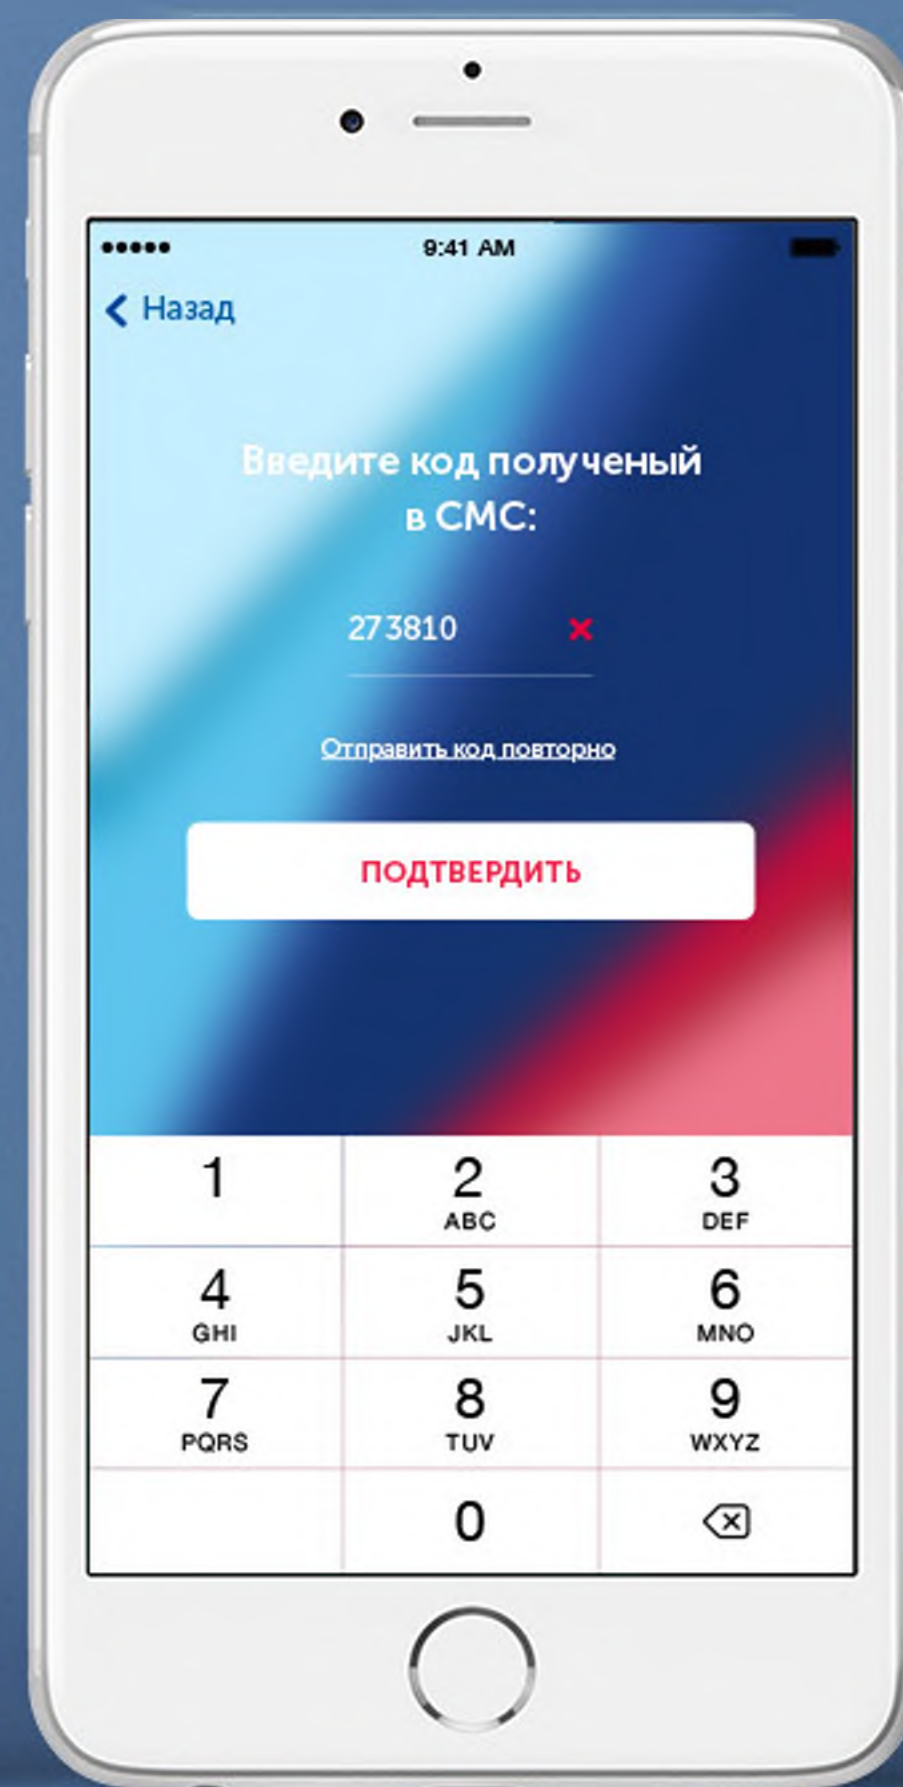 9:41 AM
Назад
Введите код полученый
в СМС:
273810
Отправить код повторно
ПОДТВЕРДИТЬ
1 2 3
ABC DEF
4 5 6
GHI JKL MNO
7 8 9
PQRS TUV WXYZ
0